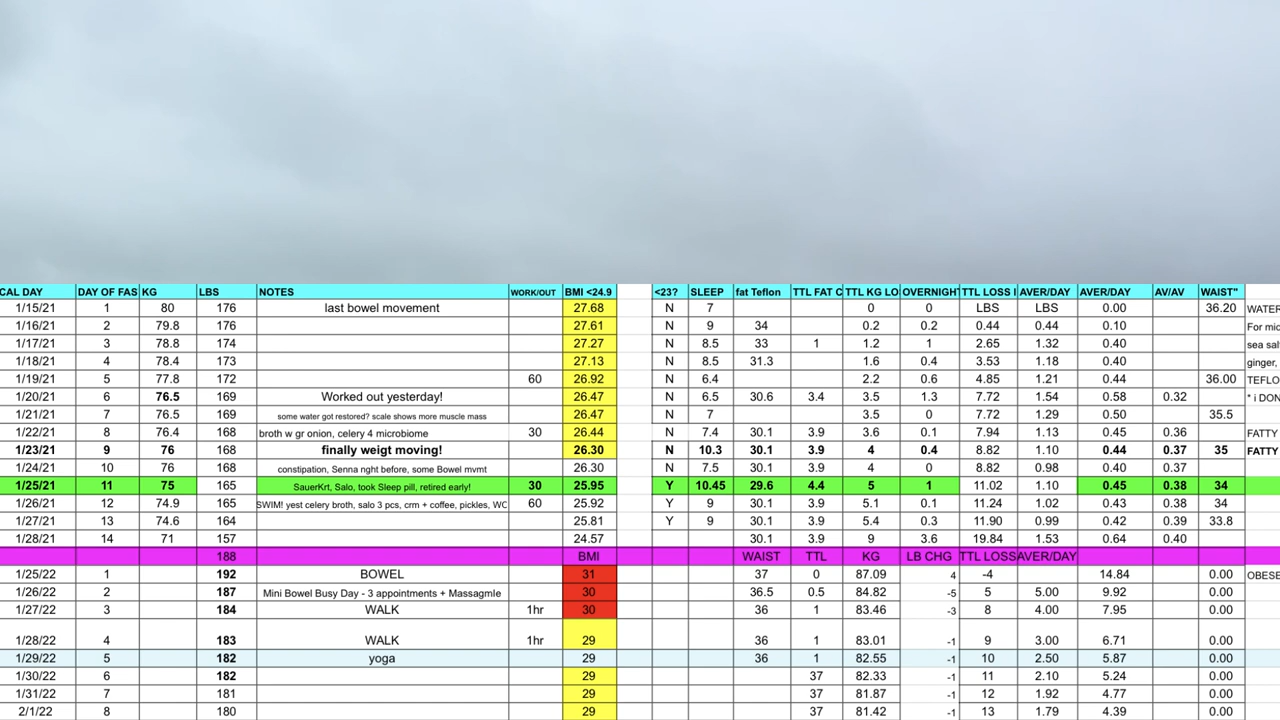 CAL DAY DAY OF FAS KG LBS NOTES WORK/OUT BMI <24.9 <23? SLEEP fat Teflon TTL FAT C TTL KG LO OVERNIGHT TTL LOSS I AVER/DAY AVER/DAY AV/AV WAIST"
1/15/21 1 80 176 last bowel movement 27.68 N 7 0 0 LBS LBS 0.00 36.20 WATER
1/16/21 2 79.8 176 27.61 N 9 34 0.2 0.2 0.44 0.44 0.10 For mic
1/17/21 3 78.8 174 27.27 N 8.5 33 1 1.2 1 2.65 1.32 0.40 sea sal
1/18/21 4 78.4 173 27.13 N 8.5 31.3 1.6 0.4 3.53 1.18 0.40 ginger,
1/19/21 5 77.8 172 60 26.92 N 6.4 2.2 0.6 4.85 1.21 0.44 36.00 TEFLO
1/20/21 6 76.5 169 Worked out yesterday! 26.47 N 6.5 30.6 3.4 3.5 1.3 7.72 1.54 0.58 0.32 * i DON
1/21/21 7 76.5 169 some water got restored? scale shows more muscle mass 26.47 N 7 3.5 0 7.72 1.29 0.50 35.5
1/22/21 8 76.4 168 broth w gr onion, celery 4 microbiome 30 26.44 N 7.4 30.1 3.9 3.6 0.1 7.94 1.13 0.45 0.36 FATTY
1/23/21 9 76 168 finally weigt moving! 26.30 N 10.3 30.1 3.9 4 0.4 8.82 1.10 0.44 0.37 35 FATTY
1/24/21 10 76 168 constipation, Senna nght before, some Bowel mvmt 26.30 N 7.5 30.1 3.9 4 0 8.82 0.98 0.40 0.37
1/25/21 11 75 165 SauerKrt, Salo, took Sleep pill, retired early! 30 25.95 Y 10.45 29.6 4.4 5 1 11.02 1.10 0.45 0.38 34
1/26/21 12 74.9 165 SWIM! yest celery broth, salo 3 pcs, crm + coffee, pickles, WC 60 25.92 Y 9 30.1 3.9 5.1 0.1 11.24 1.02 0.43 0.38 34
1/27/21 13 74.6 164 25.81 Y 9 30.1 3.9 5.4 0.3 11.90 0.99 0.42 0.39 33.8
1/28/21 14 71 157 24.57 30.1 3.9 9 3.6 19.84 1.53 0.64 0.40
188 BMI WAIST TTL KG LB CHG TTL LOSS AVER/DAY
1/25/22 1 192 BOWEL 31 37 0 87.09 4 -4 14.84 0.00 OBESE
1/26/22 2 187 Mini Bowel Busy Day - 3 appointments + Massagmle 30 36.5 0.5 84.82 -5 5 5.00 9.92 0.00
1/27/22 3 184 WALK 1hr 30 36 1 83.46 -3 8 4.00 7.95 0.00
1/28/22 4 183 WALK 1hr 29 36 1 83.01 -1 9 3.00 6.71 0.00
1/29/22 5 182 yoga 29 36 1 82.55 -1 10 2.50 5.87 0.00
1/30/22 6 182 29 37 82.33 -1 11 2.10 5.24 0.00
1/31/22 7 181 29 37 81.87 -1 12 1.92 4.77 0.00
2/1/22 8 180 29 37 81.42 -1 13 1.79 4.39 0.00